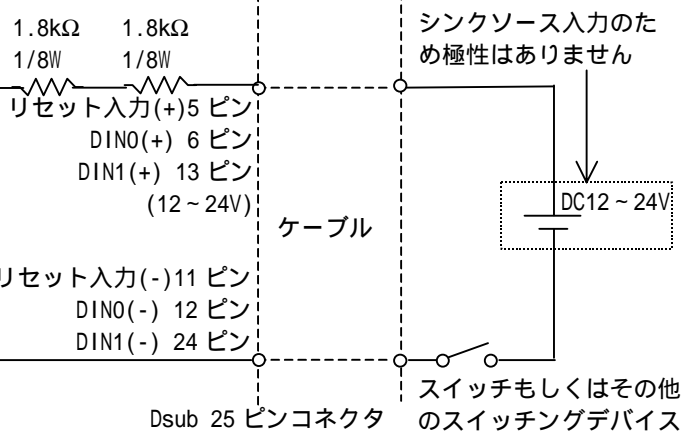 1.8kΩ 1.8kΩ
1/8W 1/8W
リセット入力(+)5 ピン
DIN0(+) 6 ピン
DIN1(+) 13 ピン
(12～24V)
ケーブル
リセット入力(-)11 ピン
DIN0(-) 12 ピン
DIN1(-) 24 ピン
Dsub 25 ピンコネクタ
シンクソース入力のた
め極性はありません
DC12～24V
スイッチもしくはその他
のスイッチングデバイス